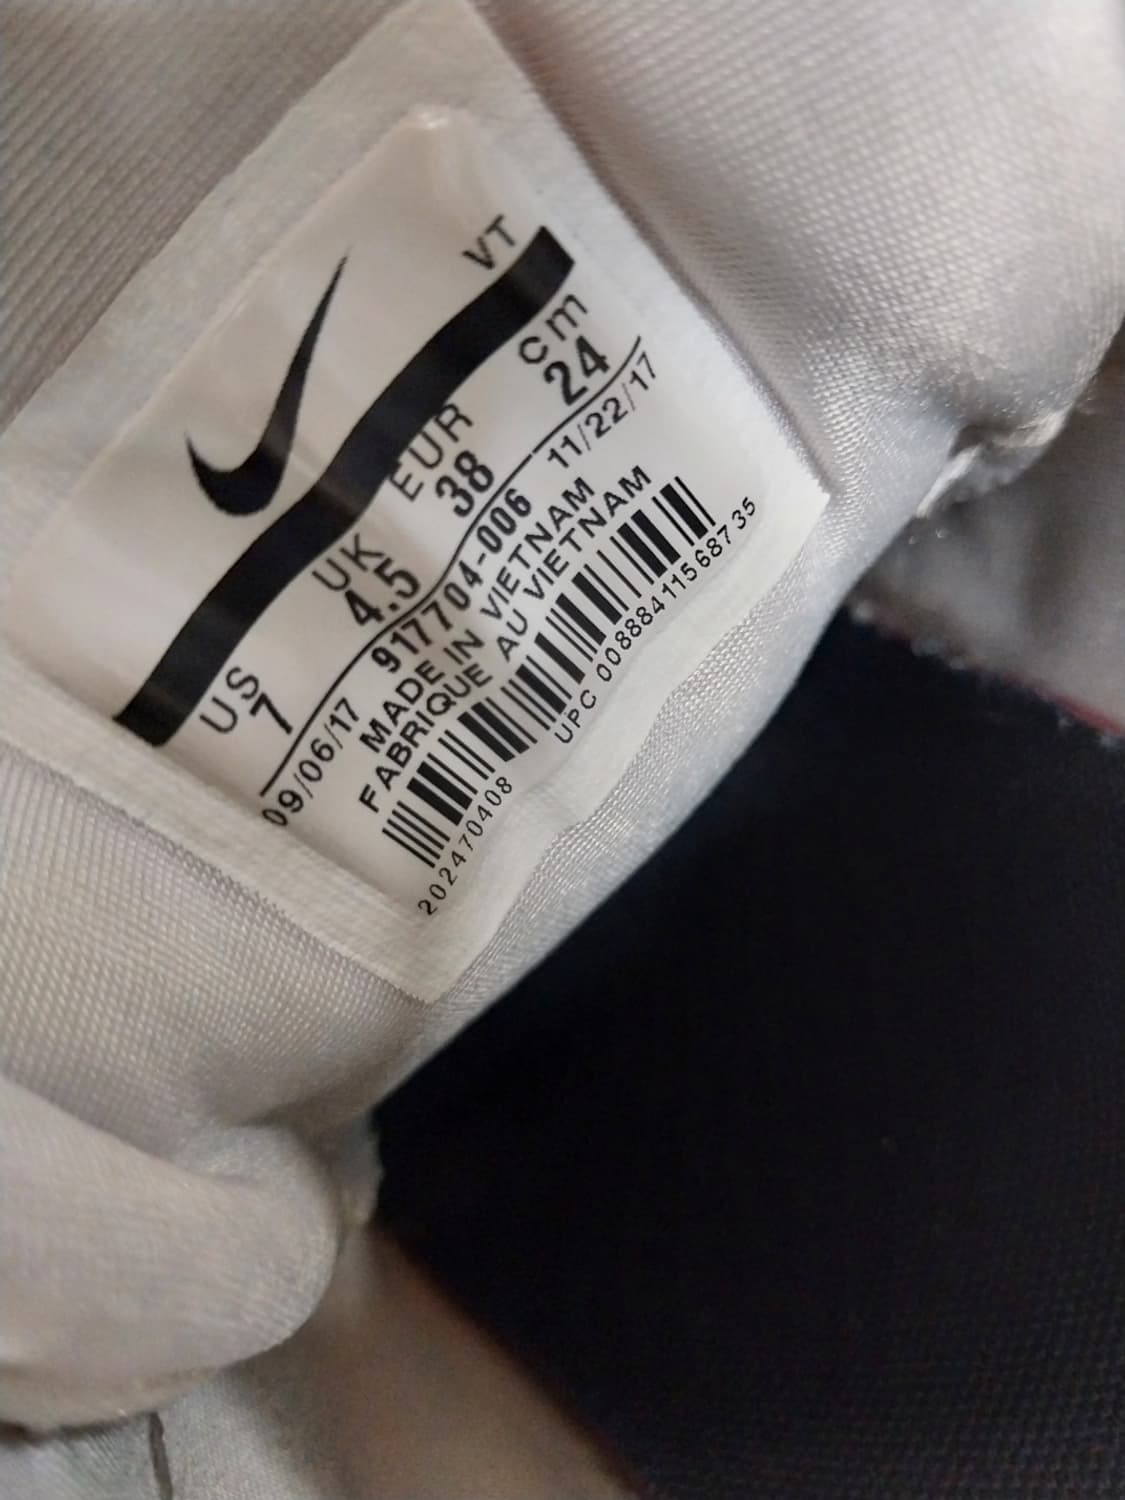 VT
US UK EUR cm
7 4.5 38 24
09/06/17 917704-006 11/22/17
MADE IN VIETNAM
FABRIQUE AU VIETNAM
202470408 UPC 00888411568735